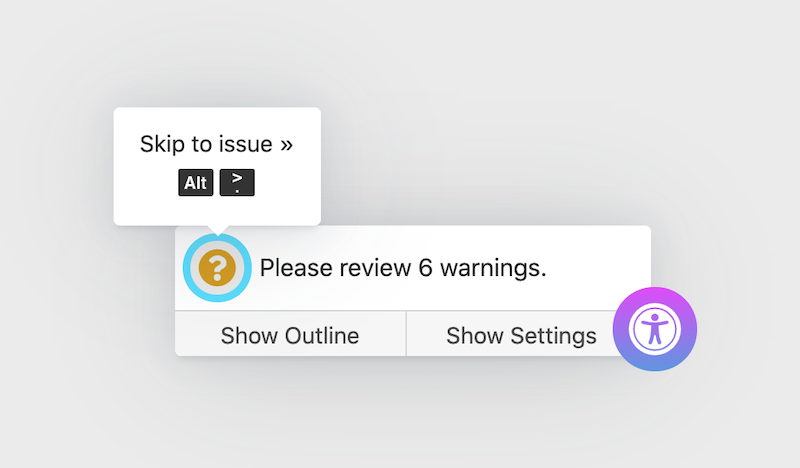 Skip to issue »
Alt > .
? Please review 6 warnings.
Show Outline Show Settings